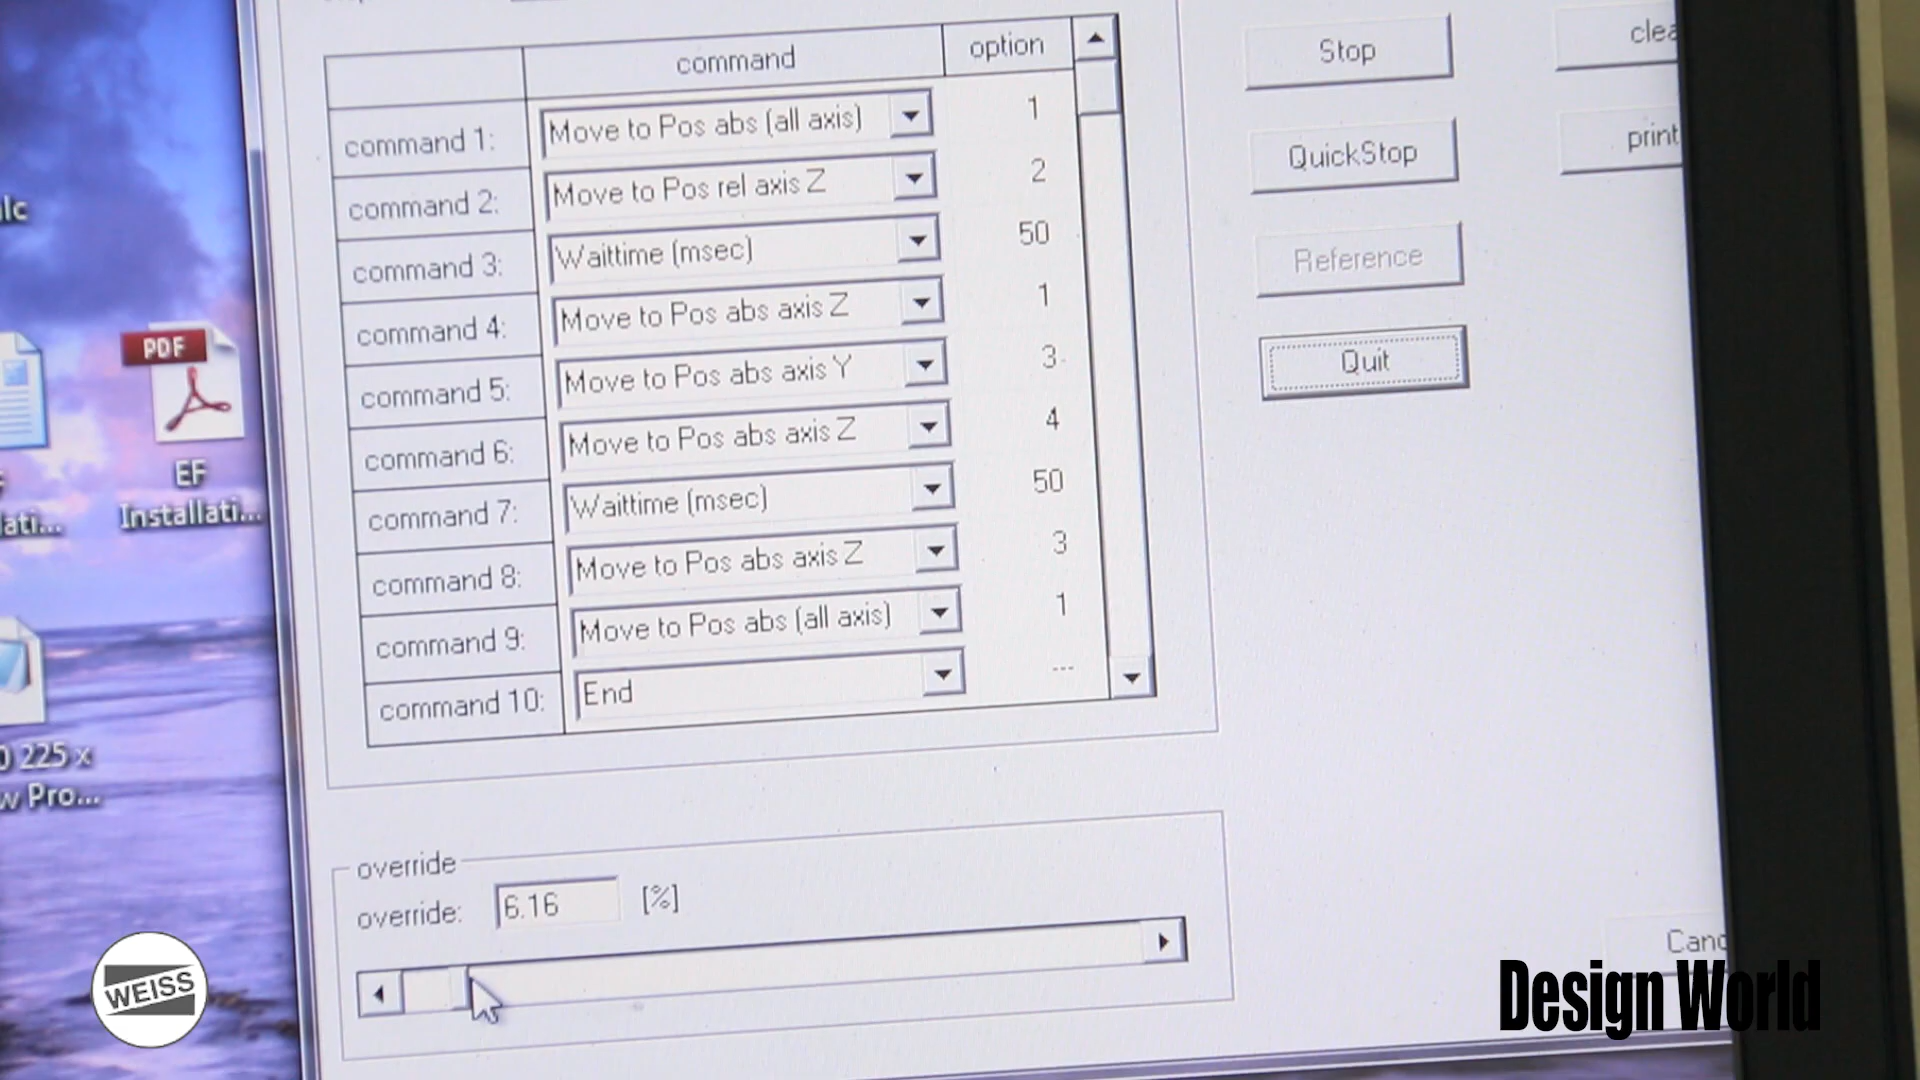 command option
command 1: Move to Pos abs (all axis) 1
command 2: Move to Pos rel axis Z 2
command 3: Waittime (msec) 50
command 4: Move to Pos abs axis Z 1
command 5: Move to Pos abs axis Y 3
command 6: Move to Pos abs axis Z 4
command 7: Waittime (msec) 50
command 8: Move to Pos abs axis Z 3
command 9: Move to Pos abs (all axis) 1
command 10: End ---
Stop
QuickStop
Reference
Quit
clea
print
override
override: 6.16 [%]
Canc
lc
PDF
EF
Installati...
ati...
0 225 x
w Pro...
WEISS
Design World